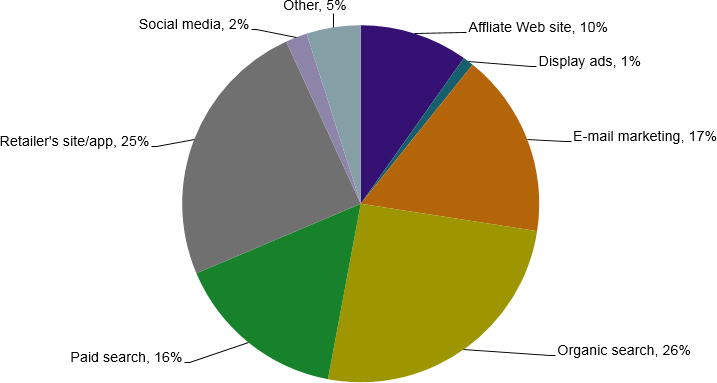 Other, 5%
Social media, 2%
Affliate Web site, 10%
Display ads, 1%
E-mail marketing, 17%
Retailer's site/app, 25%
Organic search, 26%
Paid search, 16%